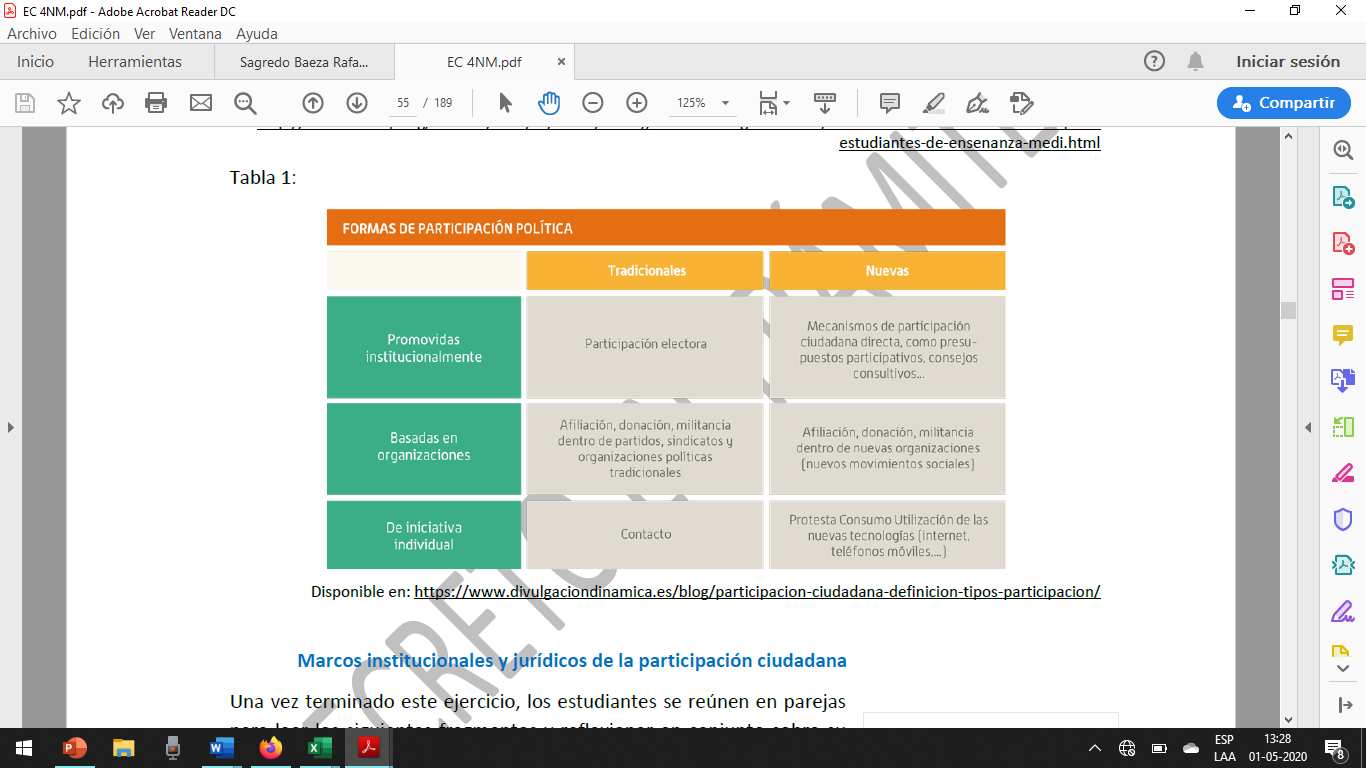 EC 4NM.pdf - Adobe Acrobat Reader DC
Archivo Edición Ver Ventana Ayuda
Inicio Herramientas Sagredo Baeza Rafa... EC 4NM.pdf × Iniciar sesión
55 / 189 125% Compartir
estudiantes-de-ensenanza-medi.html
Tabla 1:
FORMAS DE PARTICIPACIÓN POLÍTICA
Tradicionales Nuevas
Promovidas
institucionalmente
Participación electora
Mecanismos de participación
ciudadana directa, como presu-
puestos participativos, consejos
consultivos...
Basadas en
organizaciones
Afiliación, donación, militancia
dentro de partidos, sindicatos y
organizaciones políticas
tradicionales
Afiliación, donación, militancia
dentro de nuevas organizaciones
(nuevos movimientos sociales)
De iniciativa
individual
Contacto
Protesta Consumo Utilización de las
nuevas tecnologías (Internet,
teléfonos móviles,...)
Disponible en: https://www.divulgaciondinamica.es/blog/participacion-ciudadana-definicion-tipos-participacion/
Marcos institucionales y jurídicos de la participación ciudadana
Una vez terminado este ejercicio, los estudiantes se reúnen en parejas
ESP
LAA
13:28
01-05-2020
8